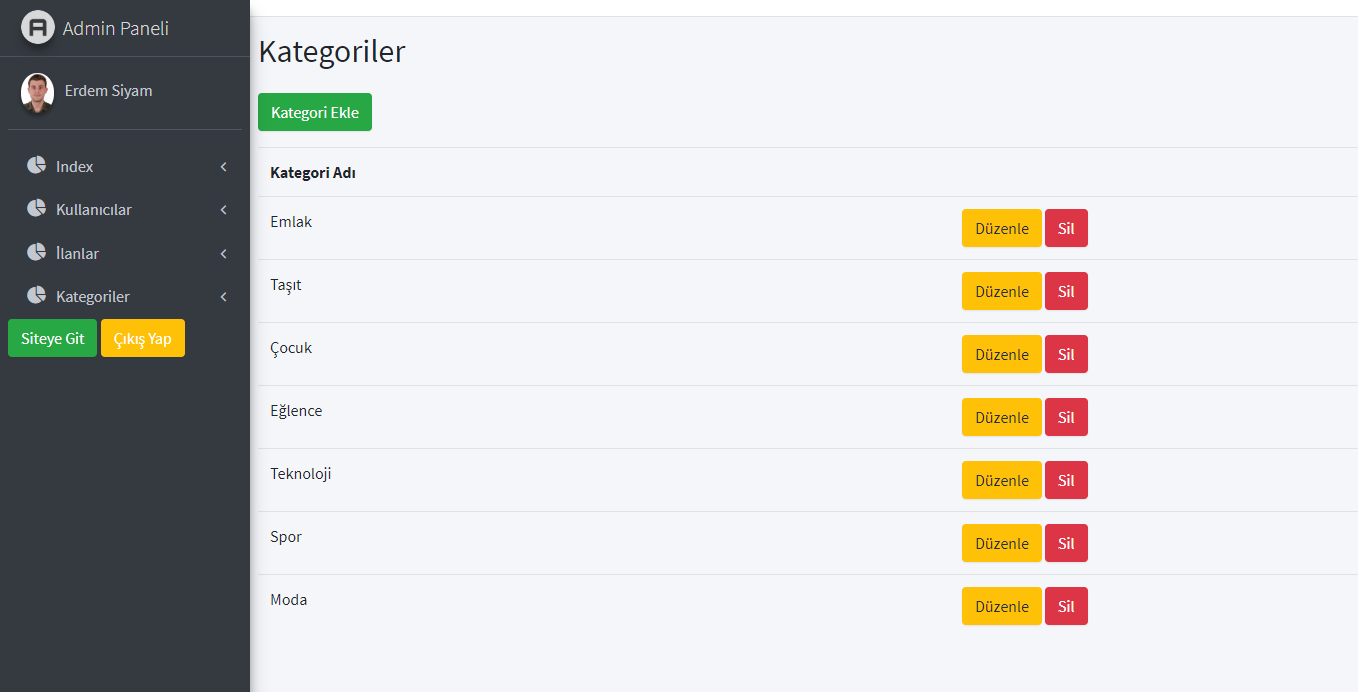 Admin Paneli
Erdem Siyam
Index
Kullanıcılar
İlanlar
Kategoriler
Siteye Git Çıkış Yap
Kategoriler
Kategori Ekle
Kategori Adı
Emlak Düzenle Sil
Taşıt Düzenle Sil
Çocuk Düzenle Sil
Eğlence Düzenle Sil
Teknoloji Düzenle Sil
Spor Düzenle Sil
Moda Düzenle Sil